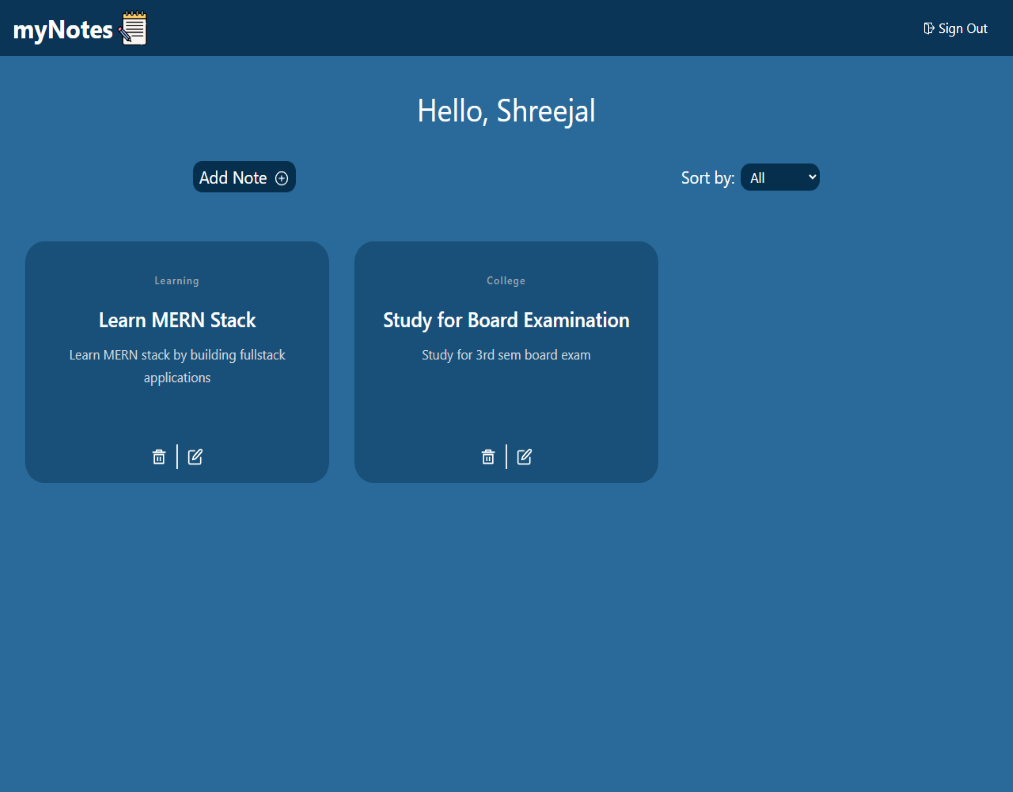 myNotes
Sign Out
Hello, Shreejal
Add Note
Sort by: All
Learning
Learn MERN Stack
Learn MERN stack by building fullstack
applications
College
Study for Board Examination
Study for 3rd sem board exam